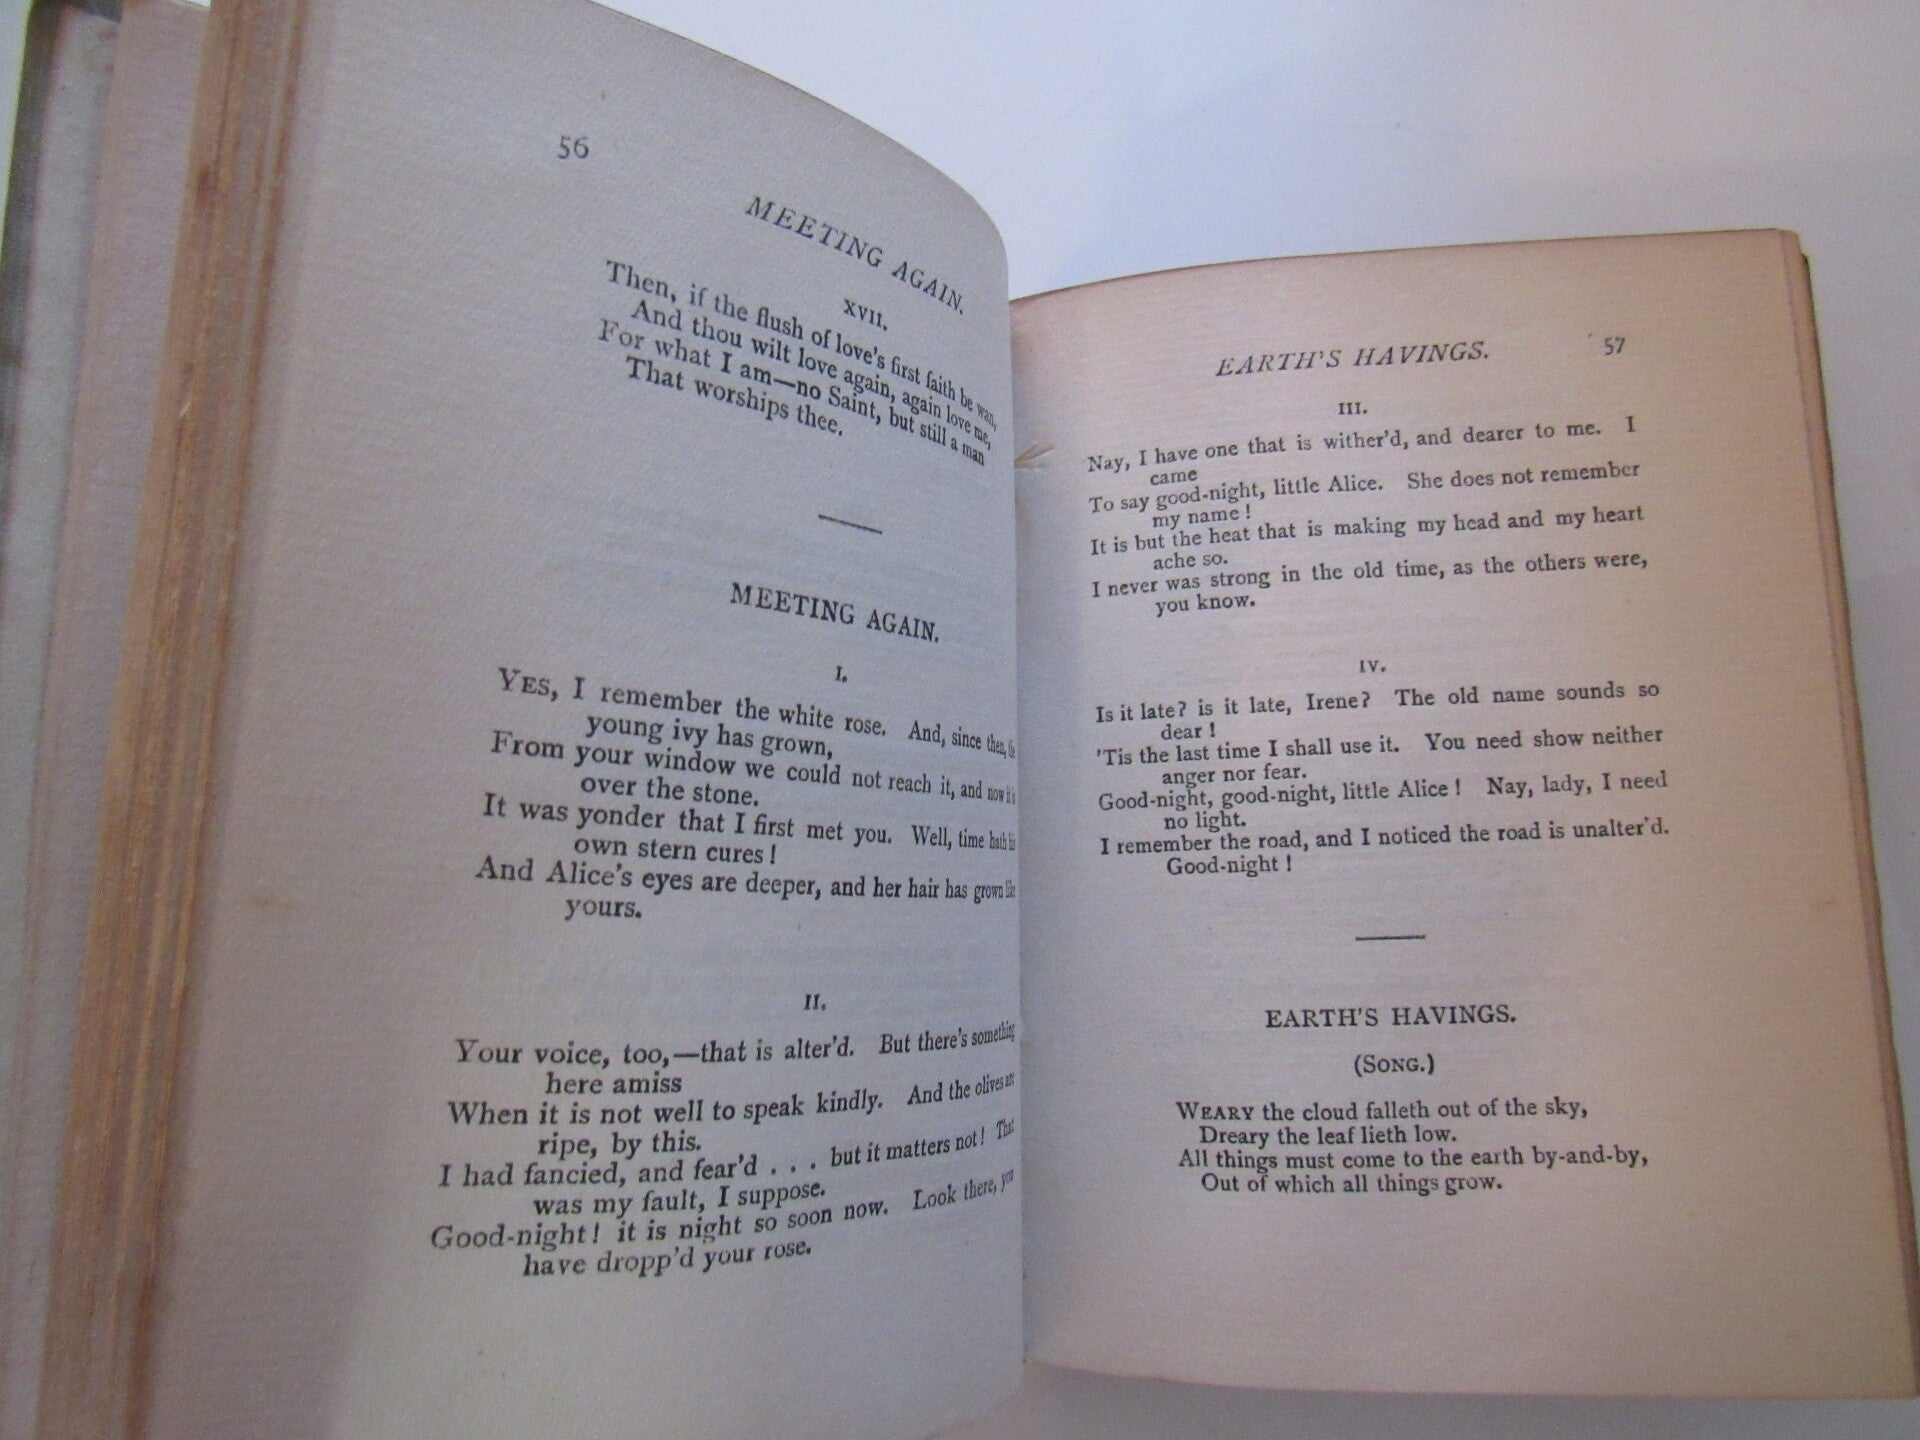 56
MEETING AGAIN.
XVII.
Then, if the flush of love's first faith be wan,
And thou wilt love again, again love me,
For what I am—no Saint, but still a man
That worships thee.
MEETING AGAIN.
I.
YES, I remember the white rose. And, since then, the
young ivy has grown,
From your window we could not reach it, and now it is
over the stone.
It was yonder that I first met you. Well, time hath his
own stern cures!
And Alice's eyes are deeper, and her hair has grown like
yours.
II.
Your voice, too,—that is alter'd. But there's something
here amiss
When it is not well to speak kindly. And the olives are
ripe, by this.
I had fancied, and fear'd . . . but it matters not! That
was my fault, I suppose.
Good-night! it is night so soon now. Look there, you
have dropp'd your rose.
EARTH'S HAVINGS. 57
III.
Nay, I have one that is wither'd, and dearer to me. I
came
To say good-night, little Alice. She does not remember
my name!
It is but the heat that is making my head and my heart
ache so.
I never was strong in the old time, as the others were,
you know.
IV.
Is it late? is it late, Irene? The old name sounds so
dear!
'Tis the last time I shall use it. You need show neither
anger nor fear.
Good-night, good-night, little Alice! Nay, lady, I need
no light.
I remember the road, and I noticed the road is unalter'd.
Good-night!
EARTH'S HAVINGS.
(SONG.)
WEARY the cloud falleth out of the sky,
Dreary the leaf lieth low.
All things must come to the earth by-and-by,
Out of which all things grow.